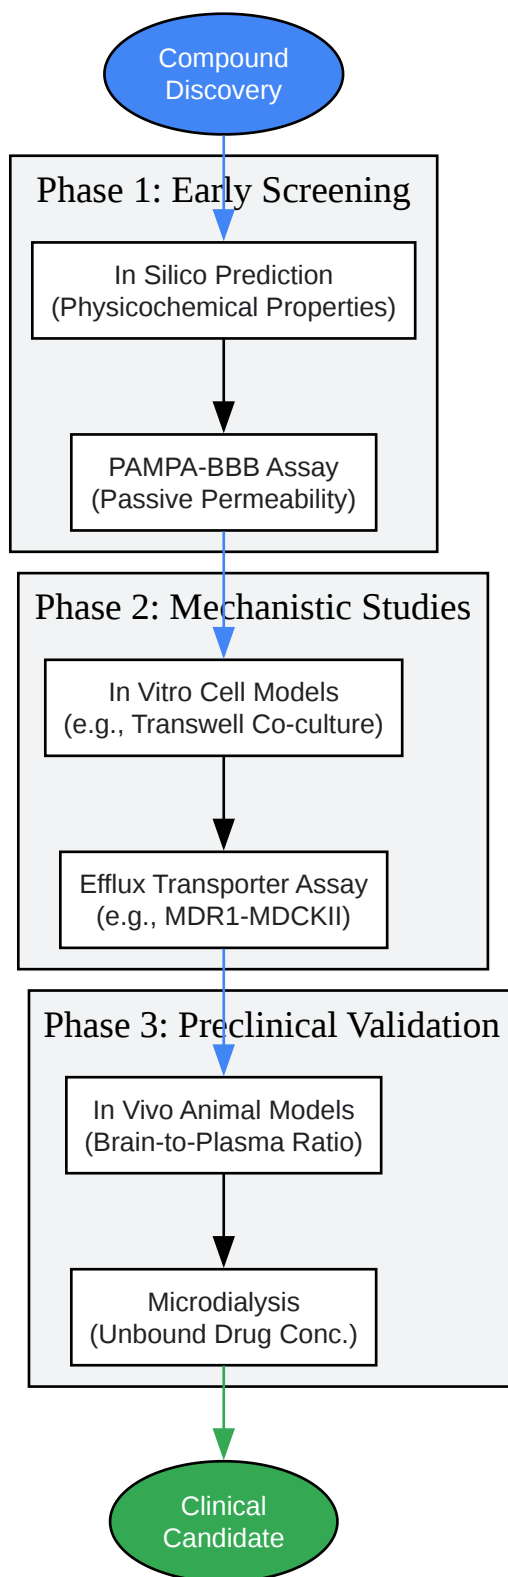 Compound
Discovery
Phase 1: Early Screening
In Silico Prediction
(Physicochemical Properties)
PAMPA-BBB Assay
(Passive Permeability)
Phase 2: Mechanistic Studies
In Vitro Cell Models
(e.g., Transwell Co-culture)
Efflux Transporter Assay
(e.g., MDR1-MDCKII)
Phase 3: Preclinical Validation
In Vivo Animal Models
(Brain-to-Plasma Ratio)
Microdialysis
(Unbound Drug Conc.)
Clinical
Candidate